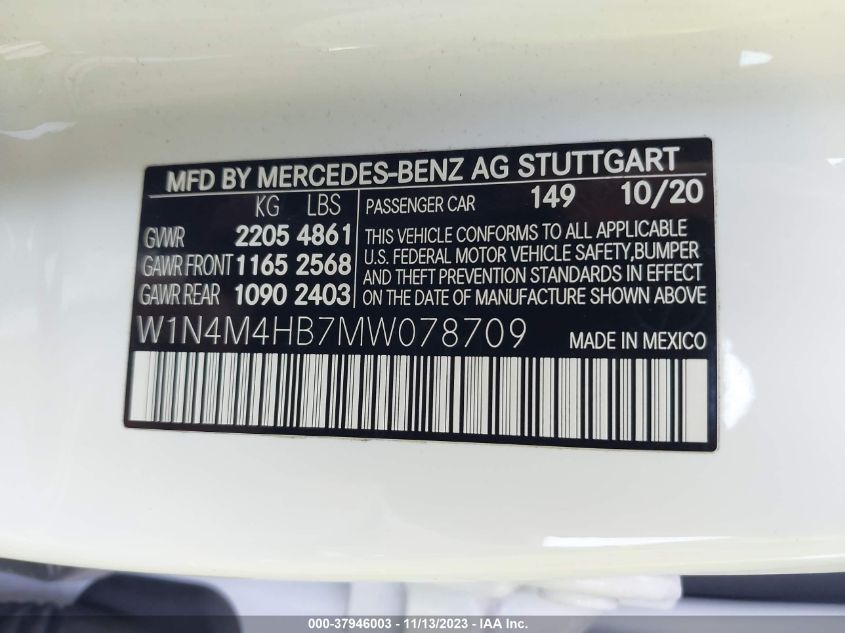 MFD BY MERCEDES-BENZ AG STUTTGART
KG LBS
GVWR 2205 4861
GAWR FRONT 1165 2568
GAWR REAR 1090 2403
PASSENGER CAR 149 10/20
THIS VEHICLE CONFORMS TO ALL APPLICABLE
U.S. FEDERAL MOTOR VEHICLE SAFETY,BUMPER
AND THEFT PREVENTION STANDARDS IN EFFECT
ON THE DATE OF MANUFACTURE SHOWN ABOVE
W1N4M4HB7MW078709 MADE IN MEXICO
000-37946003 - 11/13/2023 - IAA Inc.